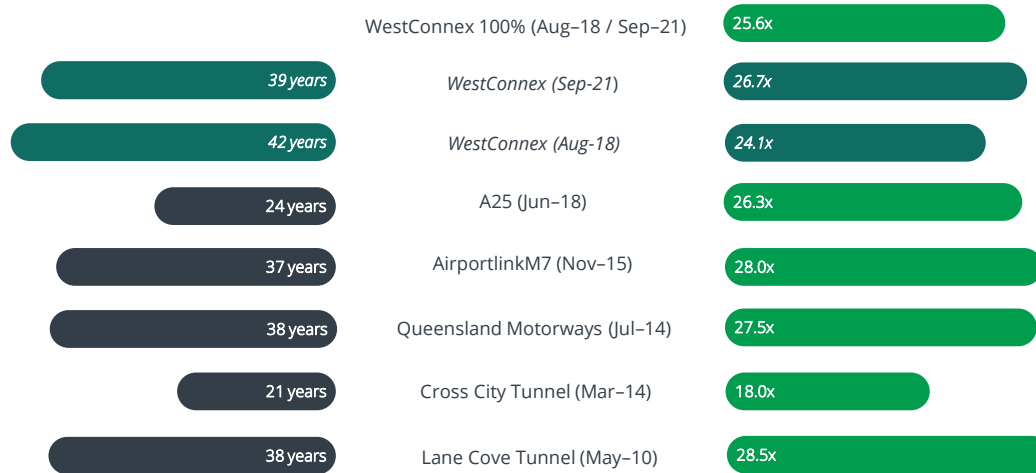 WestConnex 100% (Aug–18 / Sep–21) 25.6x
39 years WestConnex (Sep-21) 26.7x
42 years WestConnex (Aug-18) 24.1x
24 years A25 (Jun–18) 26.3x
37 years AirportlinkM7 (Nov–15) 28.0x
38 years Queensland Motorways (Jul–14) 27.5x
21 years Cross City Tunnel (Mar–14) 18.0x
38 years Lane Cove Tunnel (May–10) 28.5x